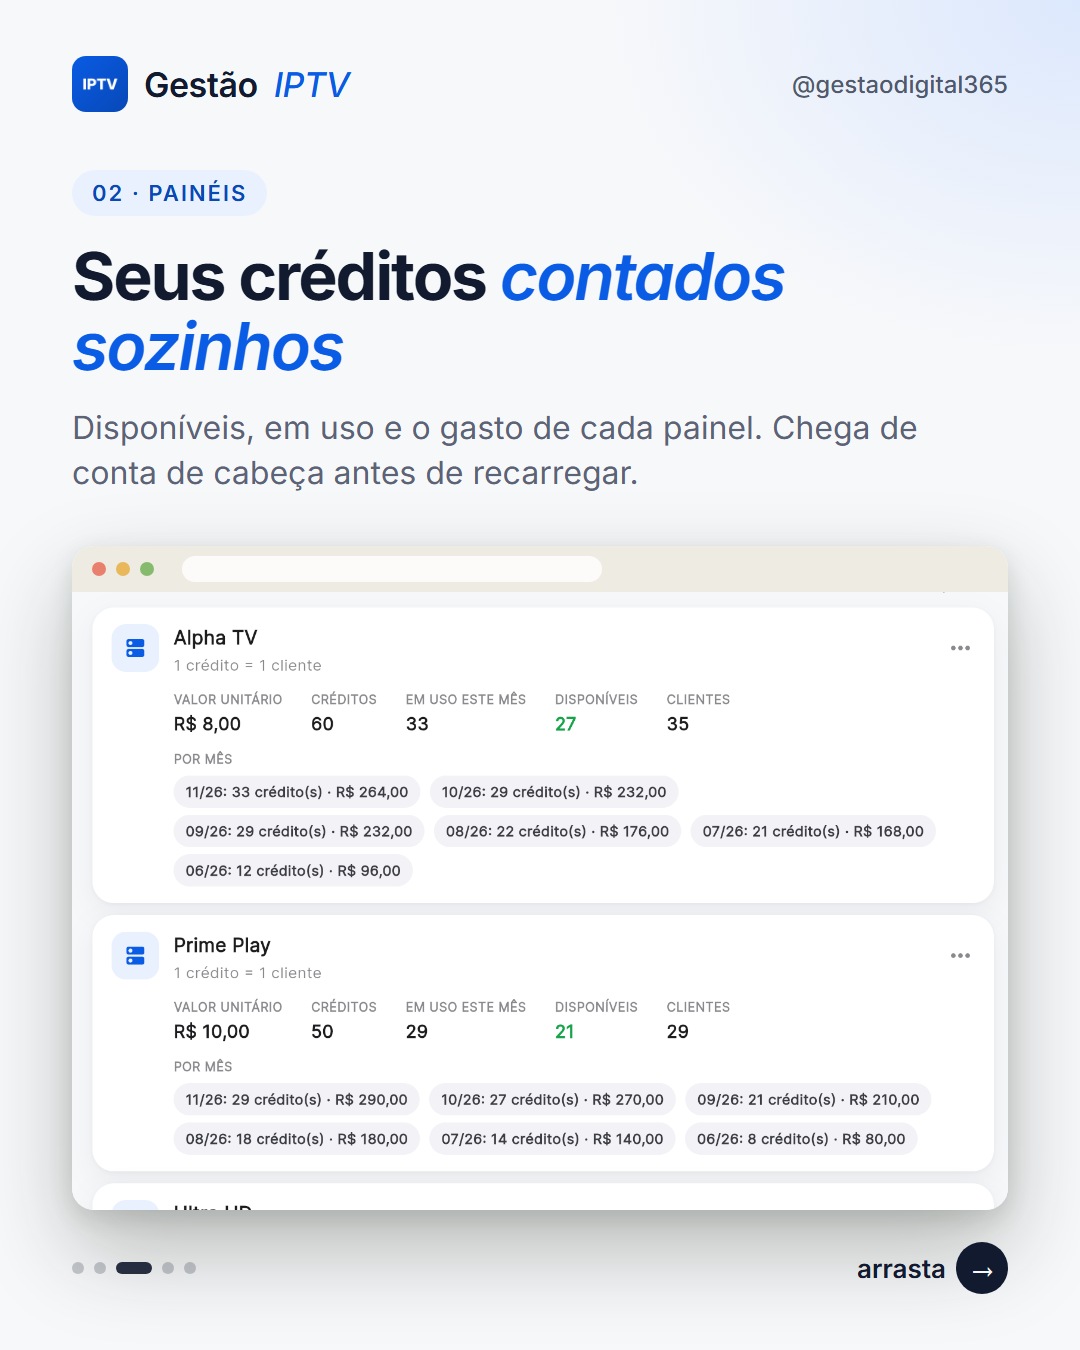 IPTV
Gestão IPTV
@gestaodigital365
02 · PAINÉIS
Seus créditos contados
sozinhos
Disponíveis, em uso e o gasto de cada painel. Chega de
conta de cabeça antes de recarregar.
Alpha TV
1 crédito = 1 cliente
VALOR UNITÁRIO CRÉDITOS EM USO ESTE MÊS DISPONÍVEIS CLIENTES
R$ 8,00 60 33 27 35
POR MÊS
11/26: 33 crédito(s) · R$ 264,00 10/26: 29 crédito(s) · R$ 232,00
09/26: 29 crédito(s) · R$ 232,00 08/26: 22 crédito(s) · R$ 176,00 07/26: 21 crédito(s) · R$ 168,00
06/26: 12 crédito(s) · R$ 96,00
Prime Play
1 crédito = 1 cliente
VALOR UNITÁRIO CRÉDITOS EM USO ESTE MÊS DISPONÍVEIS CLIENTES
R$ 10,00 50 29 21 29
POR MÊS
11/26: 29 crédito(s) · R$ 290,00 10/26: 27 crédito(s) · R$ 270,00 09/26: 21 crédito(s) · R$ 210,00
08/26: 18 crédito(s) · R$ 180,00 07/26: 14 crédito(s) · R$ 140,00 06/26: 8 crédito(s) · R$ 80,00
Ultra HD
arrasta →